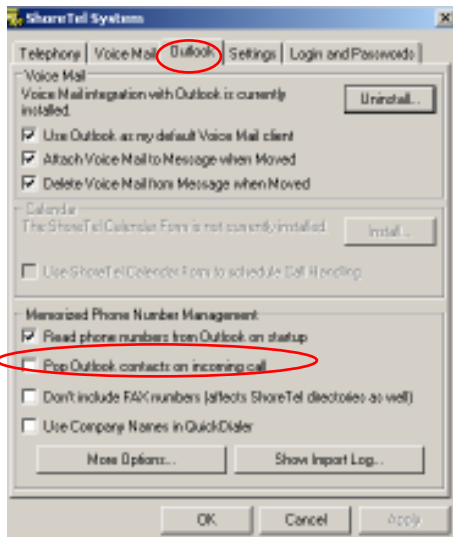 ShoreTel System
Telephony Voice Mail Outlook Settings Login and Passwords
Voice Mail
Voice Mail integration with Outlook is currently
installed.
Uninstall...
Use Outlook as my default Voice Mail client
Attach Voice Mail to Message when Moved
Delete Voice Mail from Message when Moved
Calendar
The ShoreTel Calendar Form is not currently installed.
Install...
Use ShoreTel Calendar Form to schedule Call Handling
Memorized Phone Number Management
Read phone numbers from Outlook on startup
Pop Outlook contacts on incoming call
Don't include FAX numbers (affects ShoreTel directories as well)
Use Company Names in QuickDialer
More Options... Show Import Log...
OK Cancel Apply